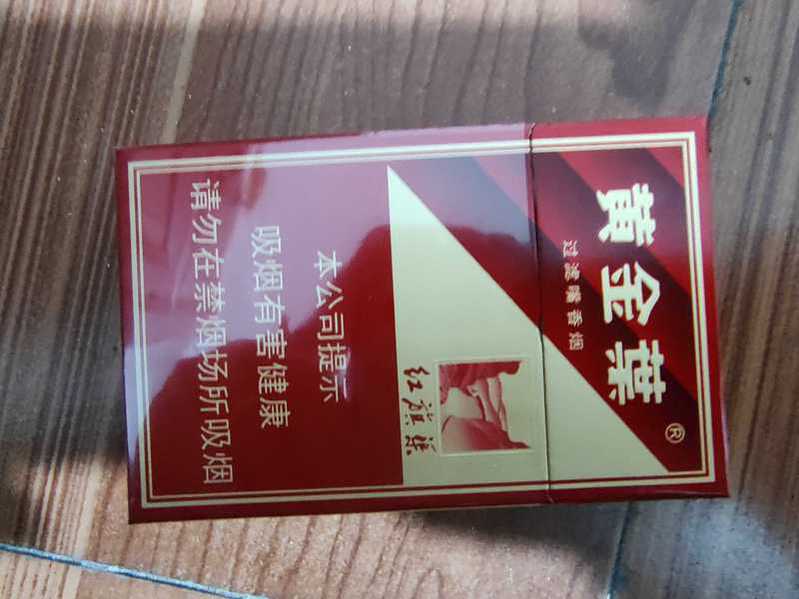 黄金葉®
过滤嘴香烟
红旗渠
本公司提示
吸烟有害健康
请勿在禁烟场所吸烟